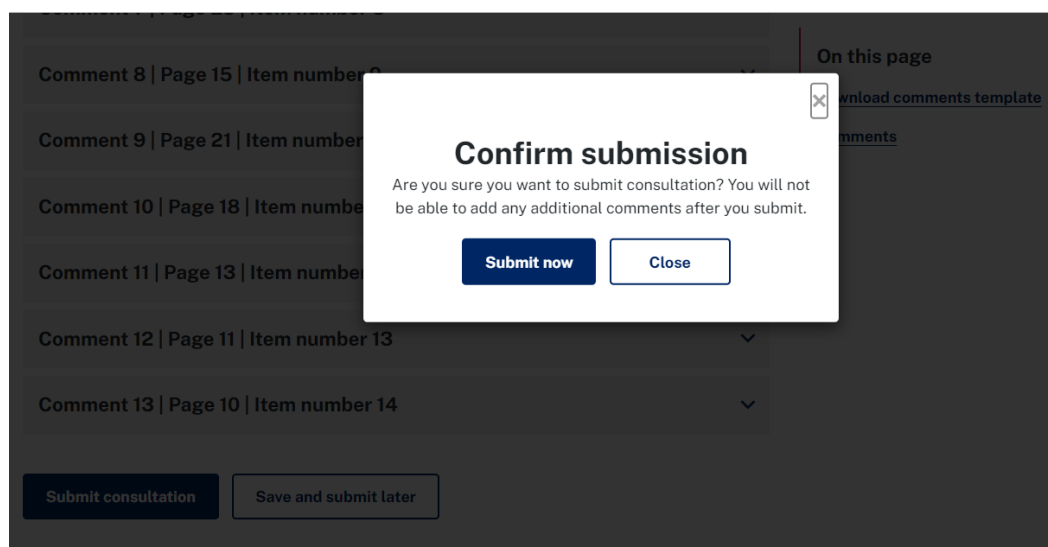 Comment 8 | Page 15 | Item number 9
On this page
wnload comments template
Comment 9 | Page 21 | Item number
mments
Confirm submission
Are you sure you want to submit consultation? You will not
be able to add any additional comments after you submit.
Comment 10 | Page 18 | Item numbe
Submit now
Close
Comment 11 | Page 13 | Item number
Comment 12 | Page 11 | Item number 13
Comment 13 | Page 10 | Item number 14
Submit consultation
Save and submit later